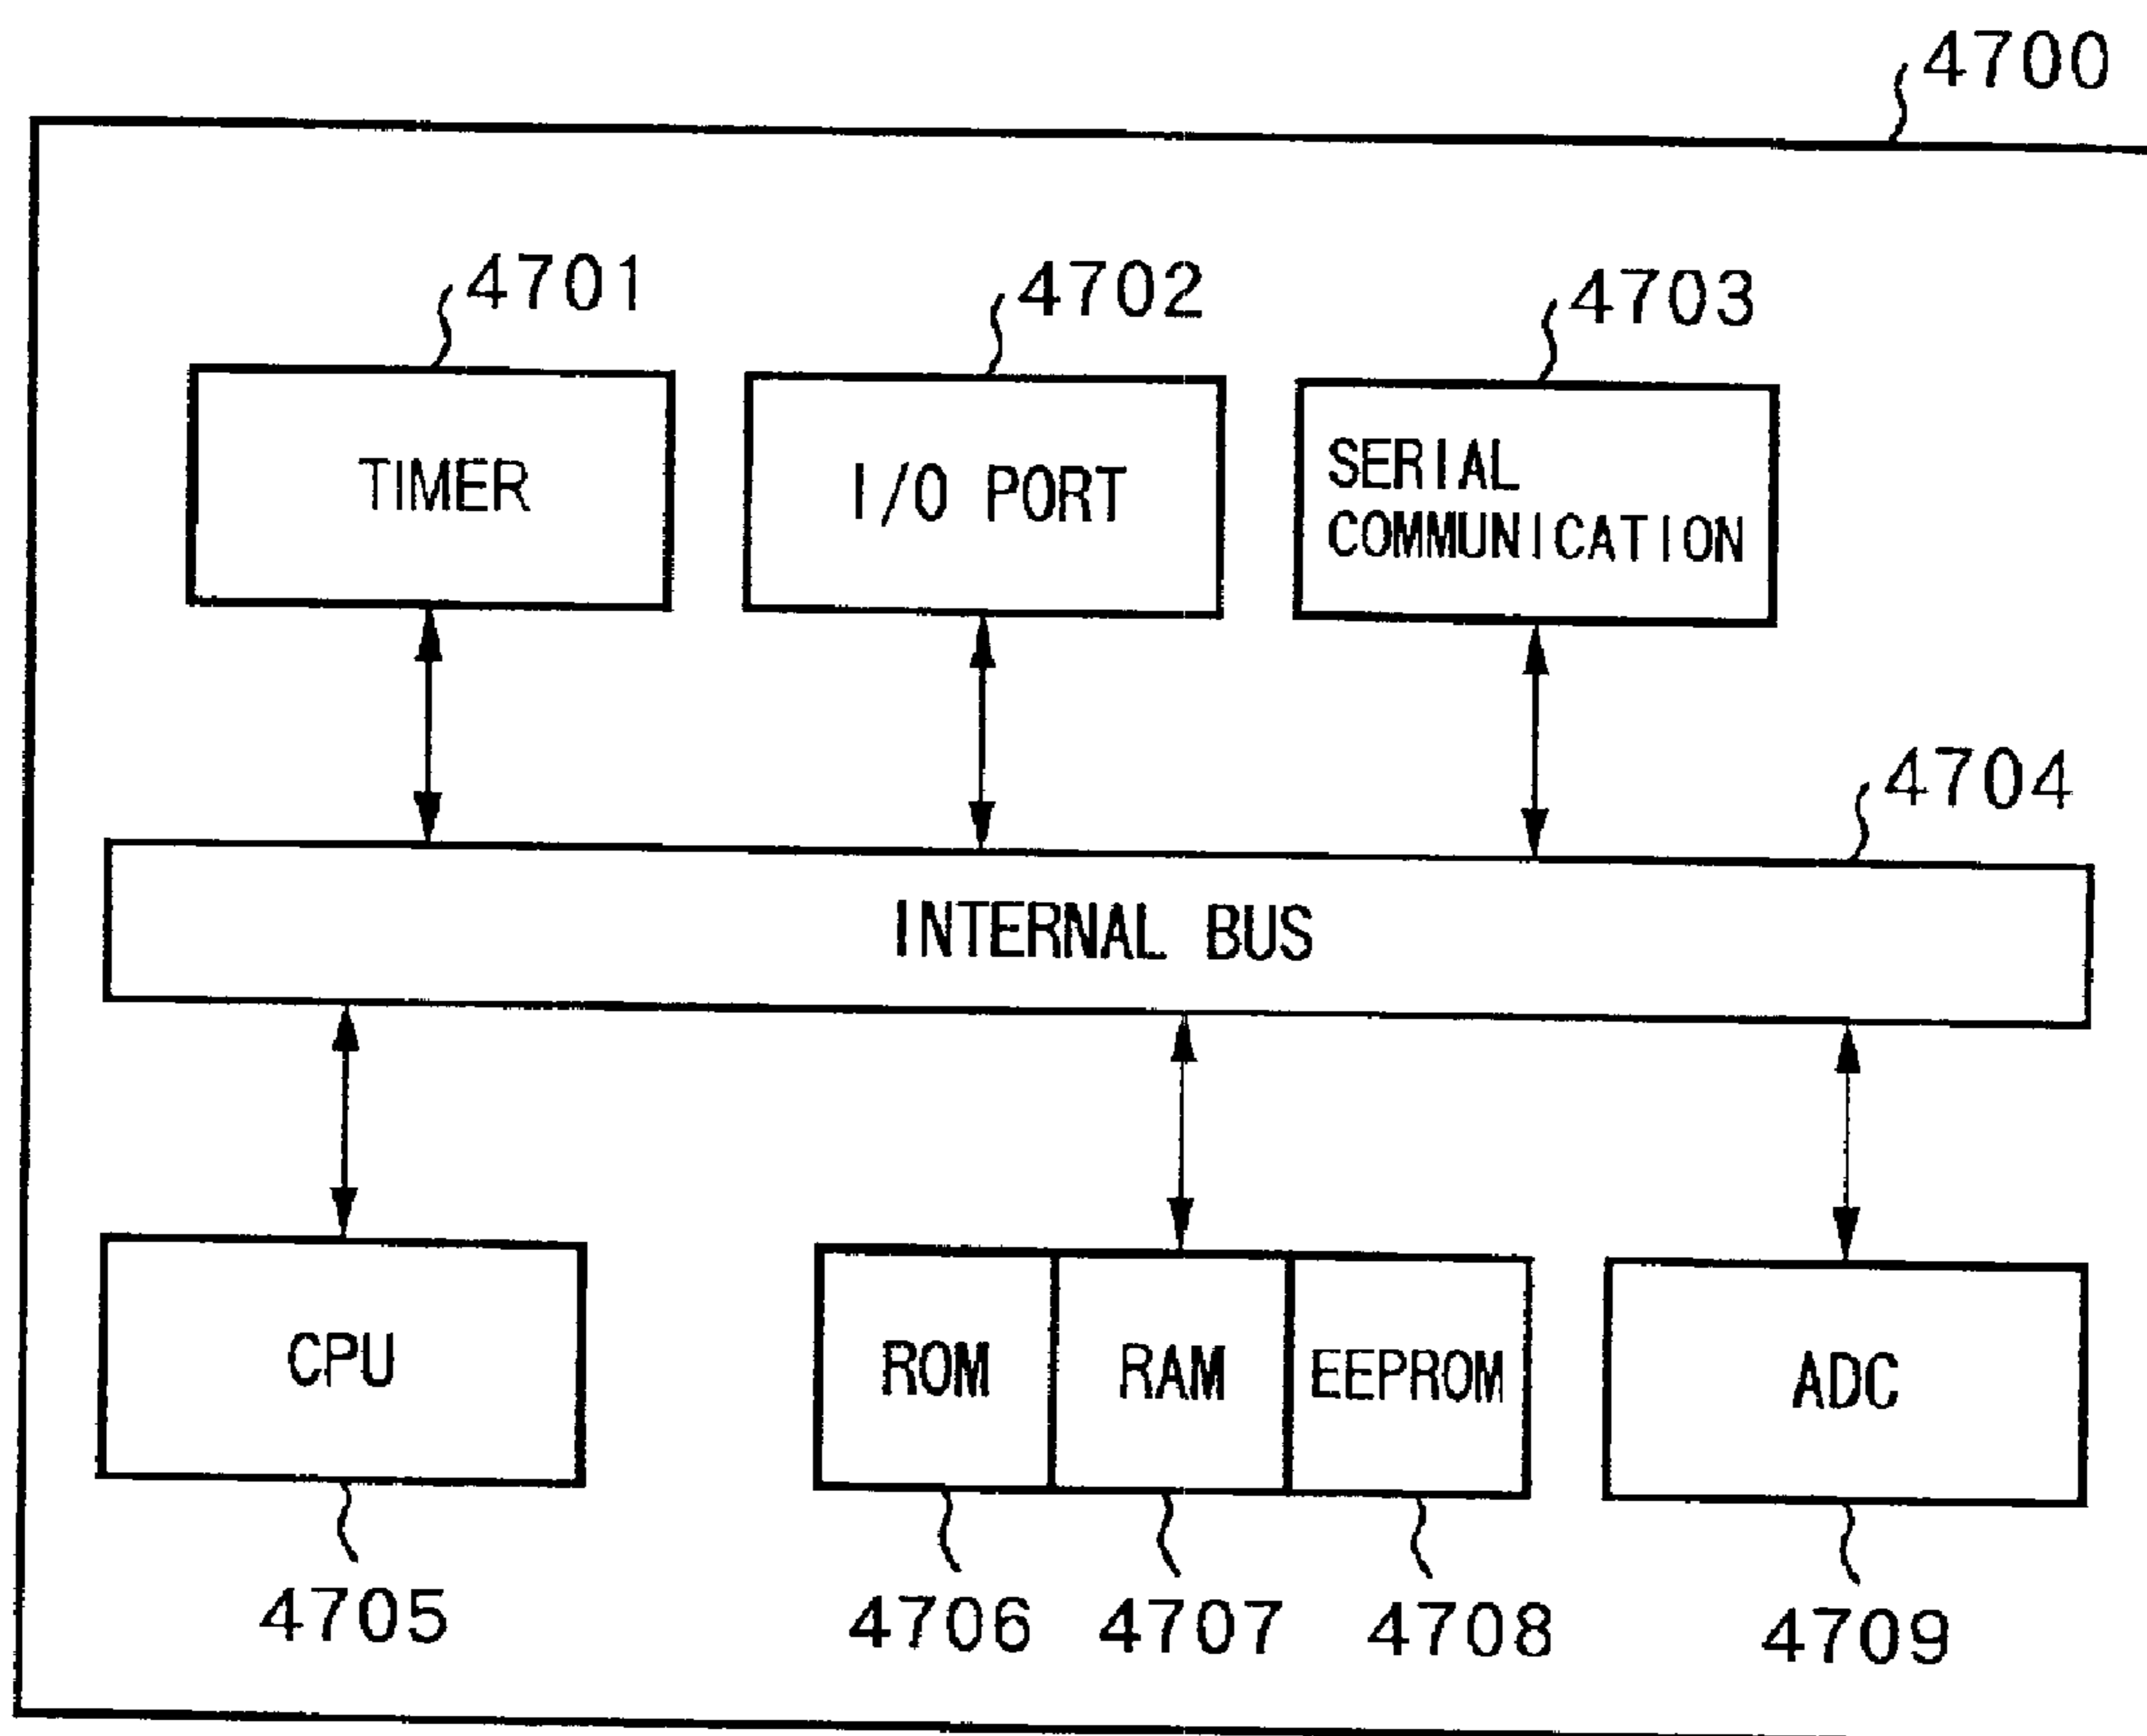 4700
4701
4702
4703
TIMER
I/O PORT
SERIAL
COMMUNICATION
4704
INTERNAL BUS
CPU
ROM
RAM
EEPROM
ADC
4705
4706
4707
4708
4709